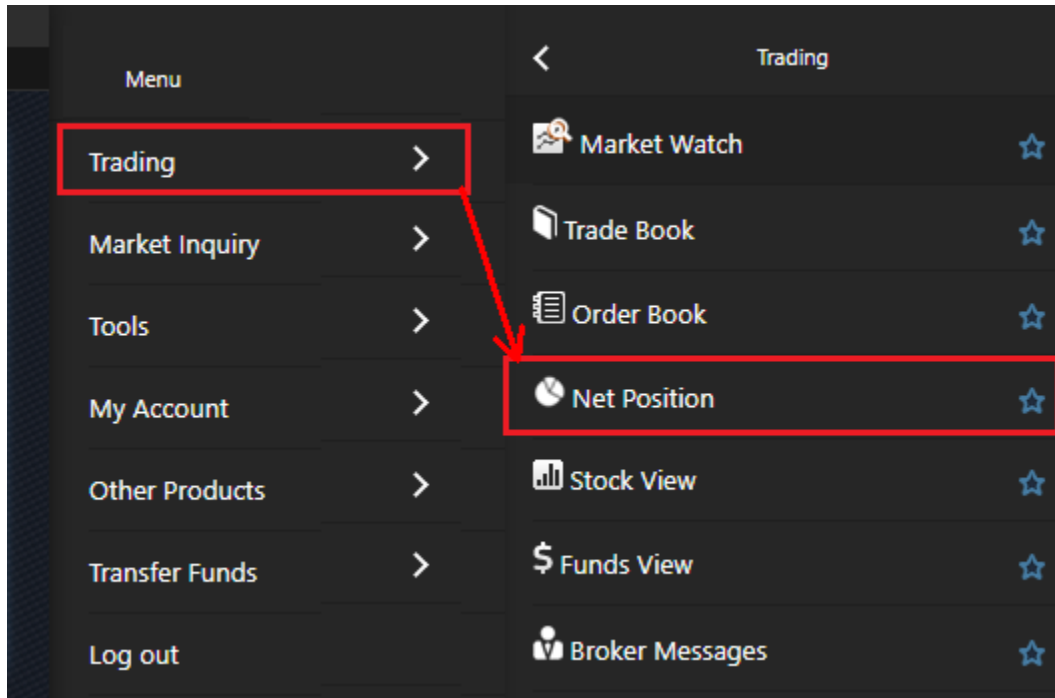 Menu
Trading
Market Inquiry
Tools
My Account
Other Products
Transfer Funds
Log out
Trading
Market Watch
Trade Book
Order Book
Net Position
Stock View
Funds View
Broker Messages